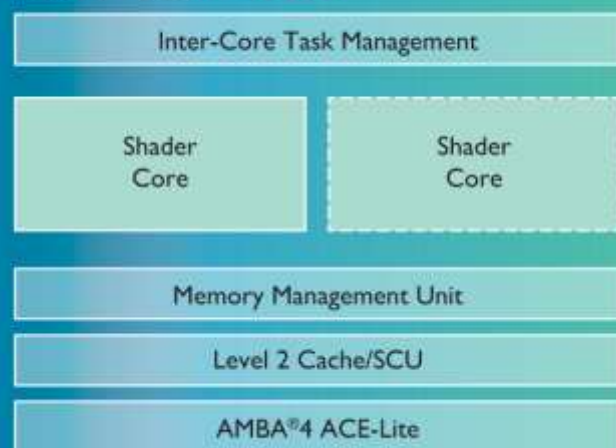 Inter-Core Task Management
Shader
Core
Shader
Core
Memory Management Unit
Level 2 Cache/SCU
AMBA®4 ACE-Lite